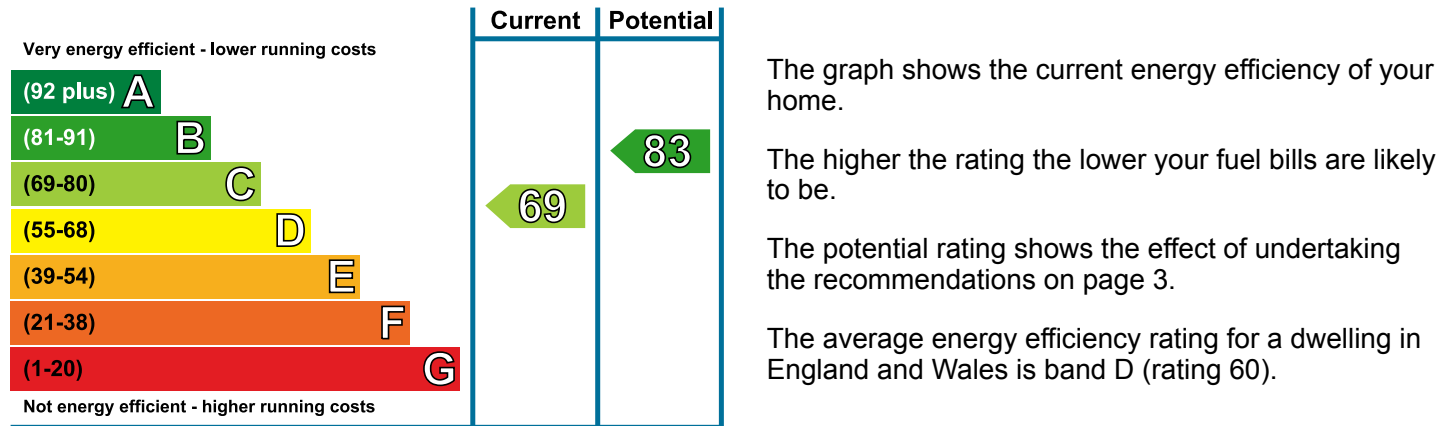 Current Potential
Very energy efficient - lower running costs
(92 plus) A
(81-91) B
(69-80) C
(55-68) D
(39-54) E
(21-38) F
(1-20) G
Not energy efficient - higher running costs
83
69
The graph shows the current energy efficiency of your
home.
The higher the rating the lower your fuel bills are likely
to be.
The potential rating shows the effect of undertaking
the recommendations on page 3.
The average energy efficiency rating for a dwelling in
England and Wales is band D (rating 60).